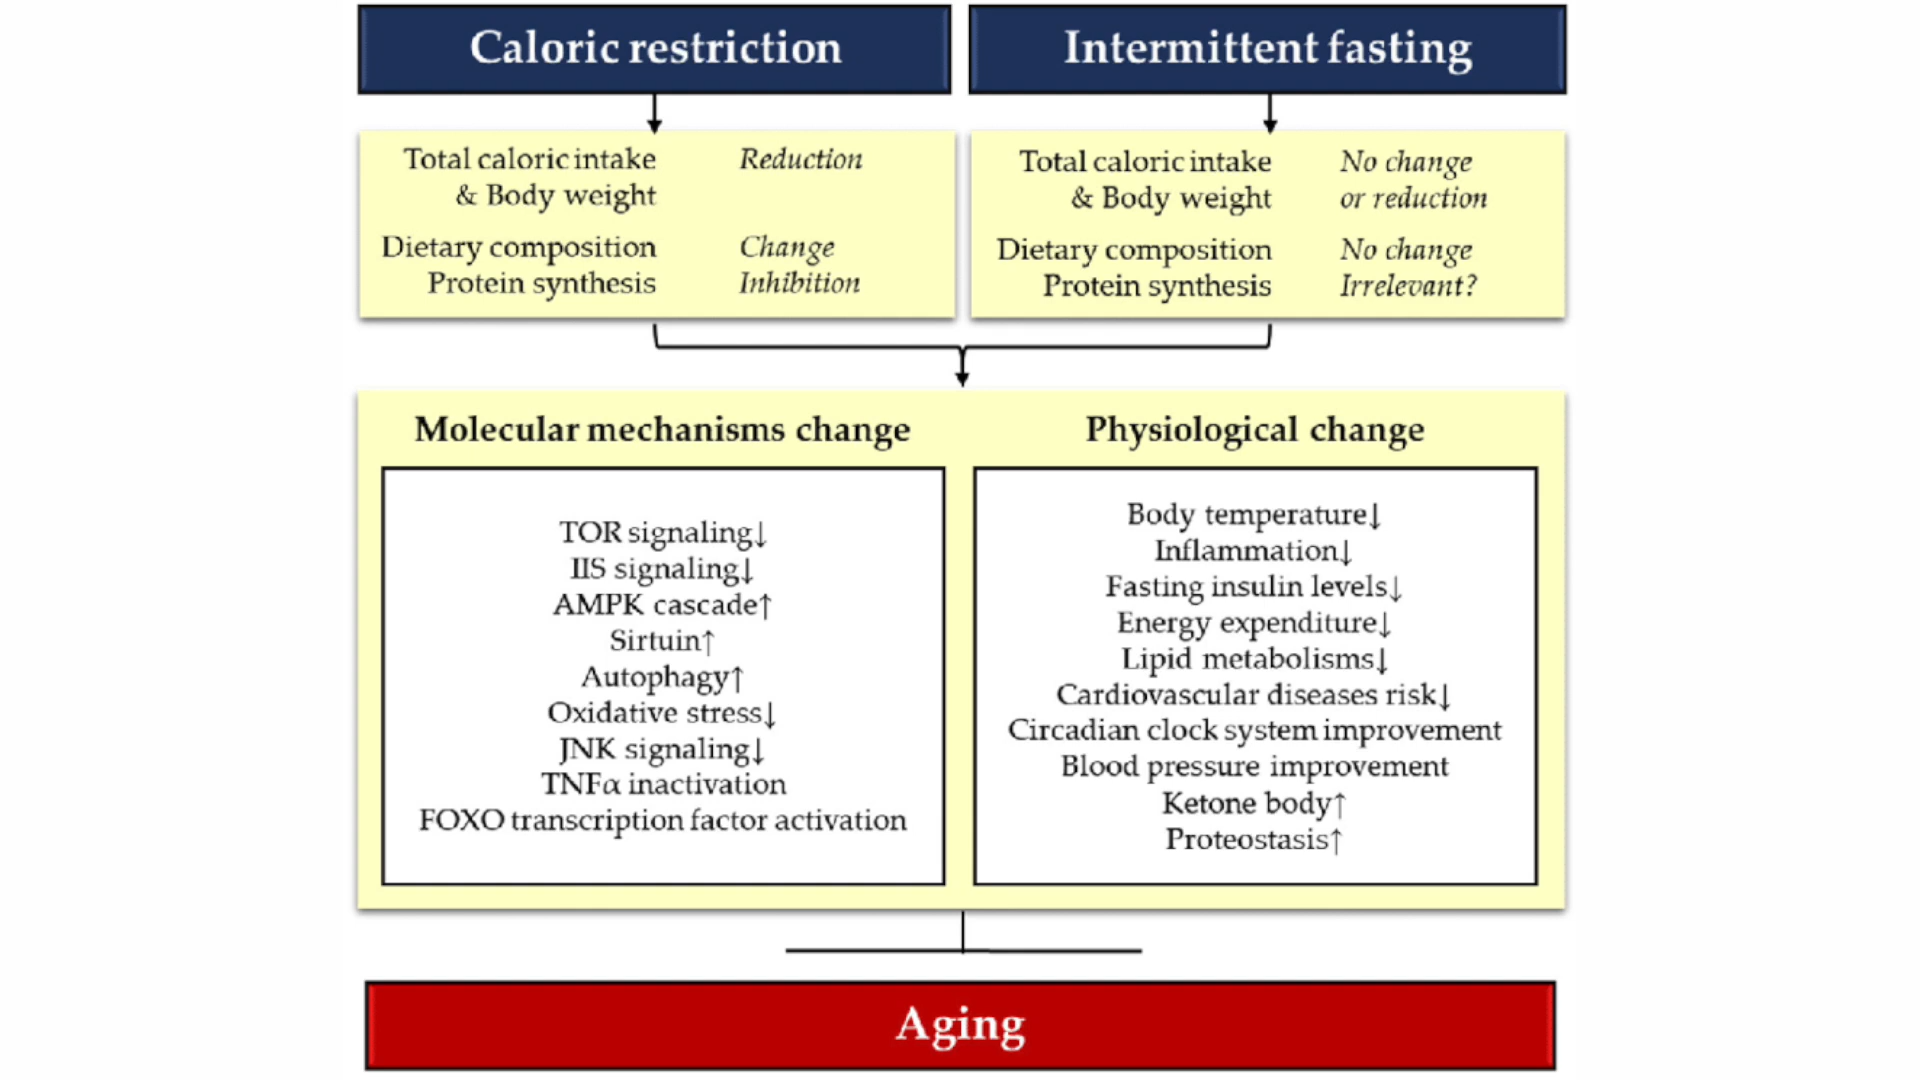 Caloric restriction
Intermittent fasting
Total caloric intake Reduction
& Body weight
Dietary composition Change
Protein synthesis Inhibition
Total caloric intake No change
& Body weight or reduction
Dietary composition No change
Protein synthesis Irrelevant?
Molecular mechanisms change
TOR signaling↓
IIS signaling↓
AMPK cascade↑
Sirtuin↑
Autophagy↑
Oxidative stress↓
JNK signaling↓
TNFα inactivation
FOXO transcription factor activation
Physiological change
Body temperature↓
Inflammation↓
Fasting insulin levels↓
Energy expenditure↓
Lipid metabolisms↓
Cardiovascular diseases risk↓
Circadian clock system improvement
Blood pressure improvement
Ketone body↑
Proteostasis↑
Aging